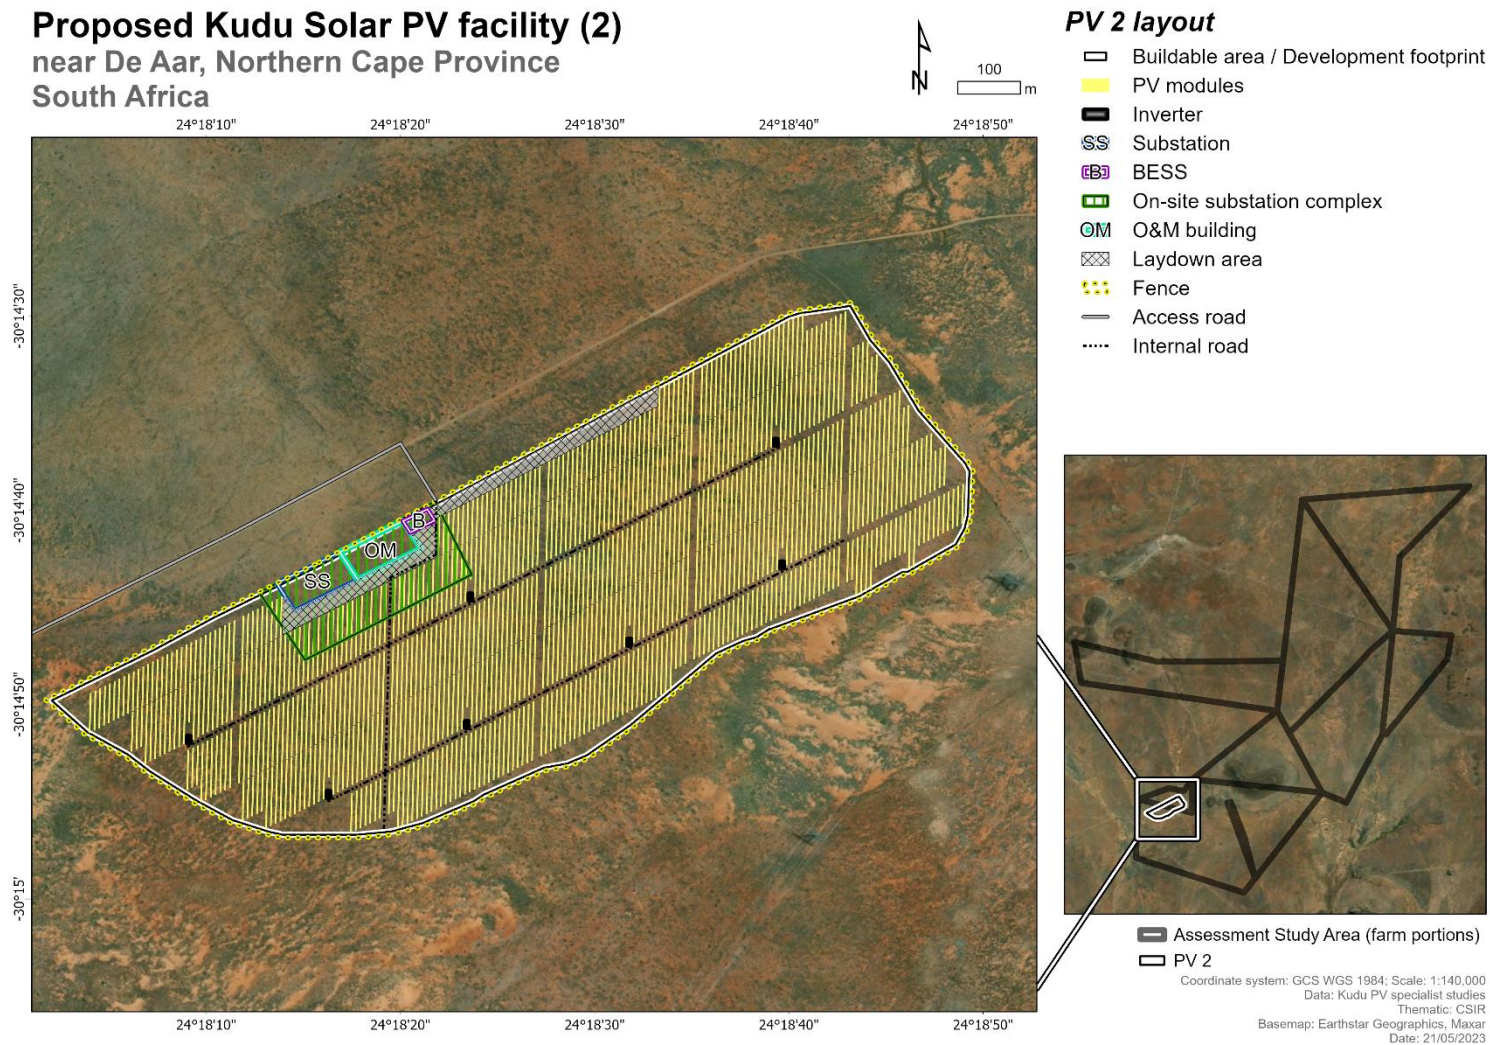 Proposed Kudu Solar PV facility (2)
near De Aar, Northern Cape Province
South Africa
N
100
m
PV 2 layout
Buildable area / Development footprint
PV modules
Inverter
SS Substation
B BESS
On-site substation complex
OM O&M building
Laydown area
Fence
Access road
Internal road
24°18'10" 24°18'20" 24°18'30" 24°18'40" 24°18'50"
-30°14'30"
-30°14'40"
-30°14'50"
-30°15'
B
OM
SS
24°18'10" 24°18'20" 24°18'30" 24°18'40" 24°18'50"
Assessment Study Area (farm portions)
PV 2
Coordinate system: GCS WGS 1984; Scale: 1:140,000
Data: Kudu PV specialist studies
Thematic: CSIR
Basemap: Earthstar Geographics, Maxar
Date: 21/05/2023